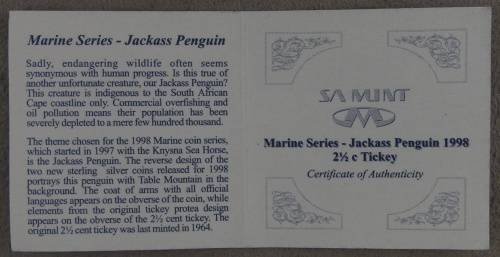 Marine Series - Jackass Penguin
Sadly, endangering wildlife often seems
synonymous with human progress. Is this true of
another unfortunate creature, our Jackass Penguin?
This creature is indigenous to the South African
Cape coastline only. Commercial overfishing and
oil pollution means their population has been
severely depleted to a mere few hundred thousand.
The theme chosen for the 1998 Marine coin series,
which started in 1997 with the Knysna Sea Horse,
is the Jackass Penguin. The reverse design of the
two new sterling silver coins released for 1998
portrays this penguin with Table Mountain in the
background. The coat of arms with all official
languages appears on the obverse of the coin, while
elements from the original tickey protea design
appears on the obverse of the 2½ cent tickey. The
original 2½ cent tickey was last minted in 1964.
SA MINT
Marine Series - Jackass Penguin 1998
2½ c Tickey
Certificate of Authenticity